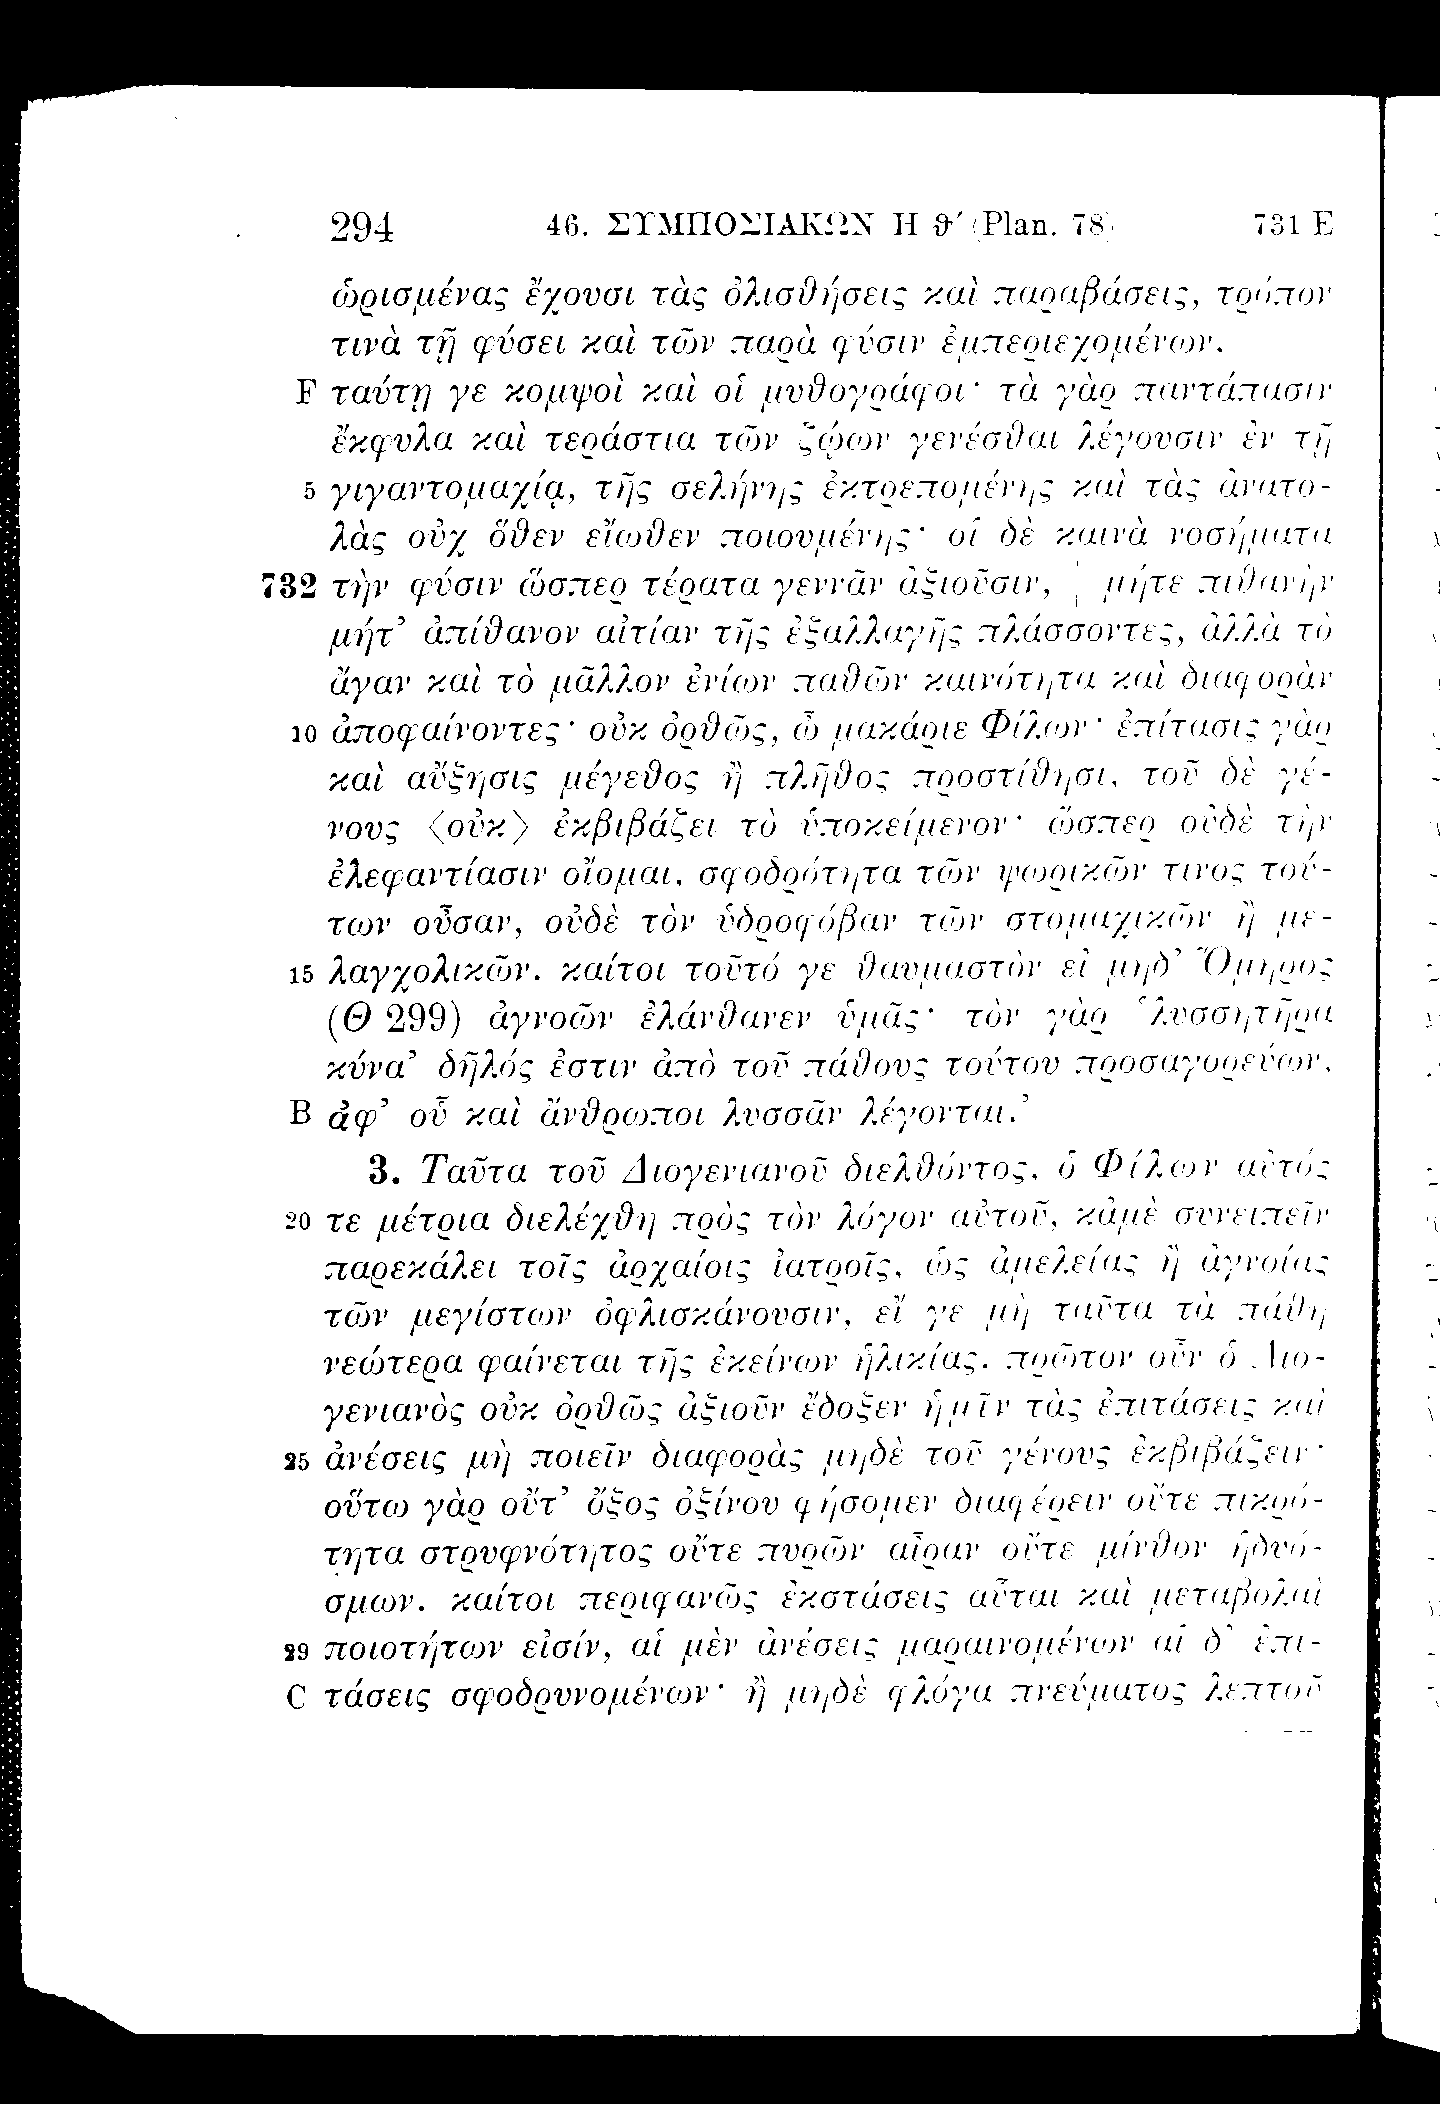 294 46. ΣΥΜΠΟΣΙΑΚΩΝ Η θ′ (Plan. 78) 731 E
ὡρισμένας ἔχουσι τὰς ὀλισθήσεις καὶ παραβάσεις, τρόπον
τινὰ τῇ φύσει καὶ τῶν παρὰ φύσιν ἐμπεριεχομένων.
F ταύτῃ γε κομψοὶ καὶ οἱ μυθογράφοι· τὰ γὰρ παντάπασιν
ἔκφυλα καὶ τεράστια τῶν ζῴων γενέσθαι λέγουσιν ἐν τῇ
5 γιγαντομαχίᾳ, τῆς σελήνης ἐκτρεπομένης καὶ τὰς ἀνατο-
λὰς οὐχ ὅθεν εἴωθεν ποιουμένης· οἱ δὲ καινὰ νοσήματα
732 τὴν φύσιν ὥσπερ τέρατα γεννᾶν ἀξιοῦσιν, | μήτε πιθανὴν
μήτ’ ἀπίθανον αἰτίαν τῆς ἐξαλλαγῆς πλάσσοντες, ἀλλὰ τὸ
ἄγαν καὶ τὸ μᾶλλον ἐνίων παθῶν καινότητα καὶ διαφορὰν
10 ἀποφαίνοντες· οὐκ ὀρθῶς, ὦ μακάριε Φίλων· ἐπίτασις γὰρ
καὶ αὔξησις μέγεθος ἢ πλῆθος προστίθησι, τοῦ δὲ γέ-
νους ⟨οὐκ⟩ ἐκβιβάζει τὸ ὑποκείμενον· ὥσπερ οὐδὲ τὴν
ἐλεφαντίασιν οἴομαι, σφοδρότητα τῶν ψωρικῶν τινος τού-
των οὖσαν, οὐδὲ τὸν ὑδροφόβαν τῶν στομαχικῶν ἢ με-
15 λαγχολικῶν. καίτοι τοῦτό γε θαυμαστὸν εἰ μηδ’ Ὅμηρος
(Θ 299) ἀγνοῶν ἐλάνθανεν ὑμᾶς· τὸν γὰρ ‘λυσσητῆρα
κύνα’ δῆλός ἐστιν ἀπὸ τοῦ πάθους τούτου προσαγορεύων,
B ἀφ’ οὗ καὶ ἄνθρωποι λυσσᾶν λέγονται.’
3. Ταῦτα τοῦ Διογενιανοῦ διελθόντος, ὁ Φίλων αὐτός
20 τε μέτρια διελέχθη πρὸς τὸν λόγον αὐτοῦ, κἀμὲ συνειπεῖν
παρεκάλει τοῖς ἀρχαίοις ἰατροῖς, ὡς ἀμελείας ἢ ἀγνοίας
τῶν μεγίστων ὀφλισκάνουσιν, εἴ γε μὴ ταῦτα τὰ πάθη
νεώτερα φαίνεται τῆς ἐκείνων ἡλικίας. πρῶτον οὖν ὁ Διο-
γενιανὸς οὐκ ὀρθῶς ἀξιοῦν ἔδοξεν ἡμῖν τὰς ἐπιτάσεις καὶ
25 ἀνέσεις μὴ ποιεῖν διαφορὰς μηδὲ τοῦ γένους ἐκβιβάζειν·
οὕτω γὰρ οὔτ’ ὄξος ὀξίνου φήσομεν διαφέρειν οὔτε πικρό-
τητα στρυφνότητος οὔτε πυρῶν αἶραν οὔτε μίνθον ἡδυό-
σμων. καίτοι περιφανῶς ἐκστάσεις αὗται καὶ μεταβολαὶ
29 ποιοτήτων εἰσίν, αἱ μὲν ἀνέσεις μαραινομένων αἱ δ’ ἐπι-
C τάσεις σφοδρυνομένων· ἢ μηδὲ φλόγα πνεύματος λεπτοῦ